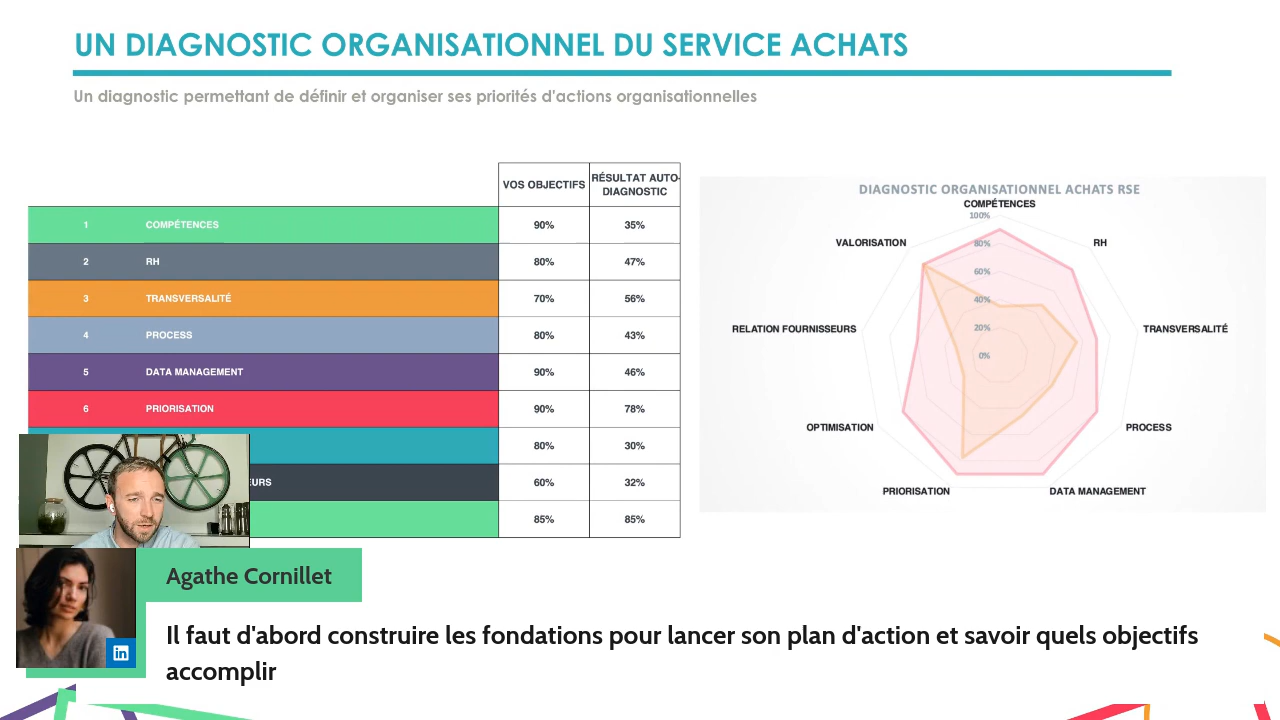 UN DIAGNOSTIC ORGANISATIONNEL DU SERVICE ACHATS
Un diagnostic permettant de définir et organiser ses priorités d'actions organisationnelles
VOS OBJECTIFS
RÉSULTAT AUTO-
DIAGNOSTIC
1 COMPÉTENCES 90% 35%
2 RH 80% 47%
3 TRANSVERSALITÉ 70% 56%
4 PROCESS 80% 43%
5 DATA MANAGEMENT 90% 46%
6 PRIORISATION 90% 78%
80% 30%
EURS 60% 32%
85% 85%
DIAGNOSTIC ORGANISATIONNEL ACHATS RSE
COMPÉTENCES
100%
VALORISATION
80%
RH
60%
40%
RELATION FOURNISSEURS
20%
TRANSVERSALITÉ
0%
OPTIMISATION
PROCESS
PRIORISATION
DATA MANAGEMENT
Agathe Cornillet
in
Il faut d'abord construire les fondations pour lancer son plan d'action et savoir quels objectifs
accomplir